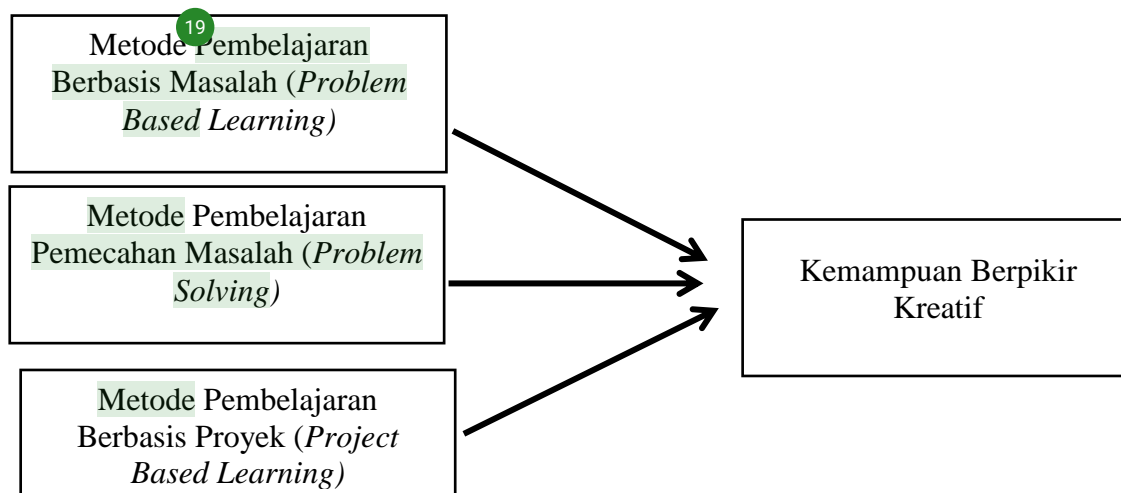 19
Metode Pembelajaran
Berbasis Masalah (Problem
Based Learning)
Metode Pembelajaran
Pemecahan Masalah (Problem
Solving)
Metode Pembelajaran
Berbasis Proyek (Project
Based Learning)
Kemampuan Berpikir
Kreatif